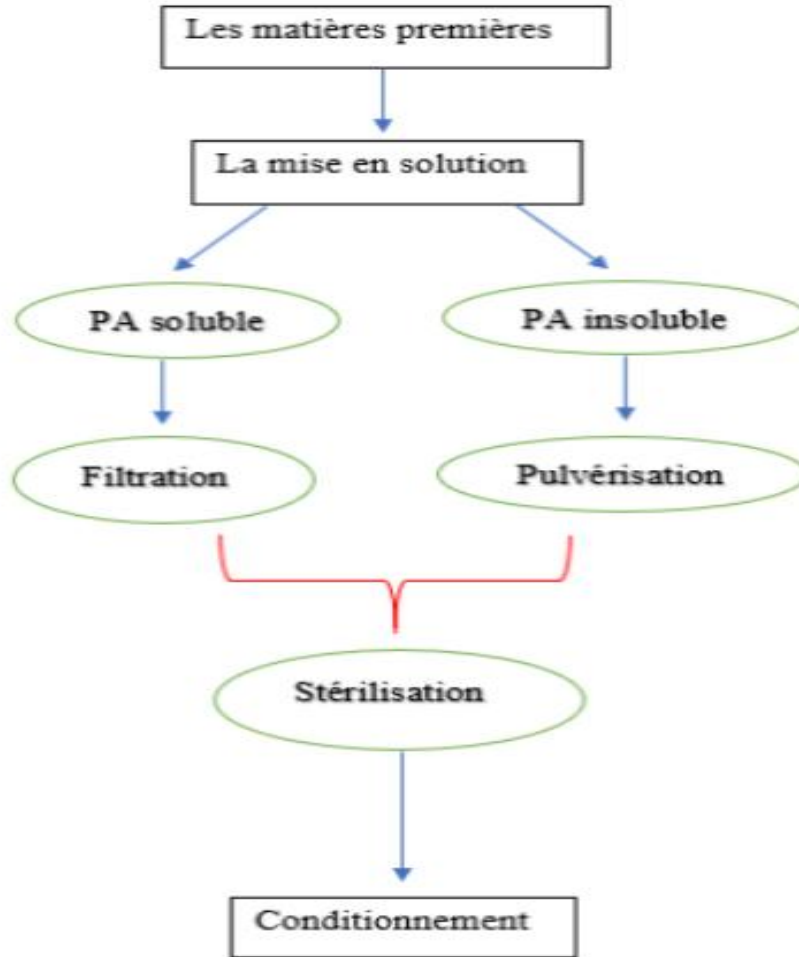 Les matières premières
La mise en solution
PA soluble
PA insoluble
Filtration
Pulvérisation
Stérilisation
Conditionnement